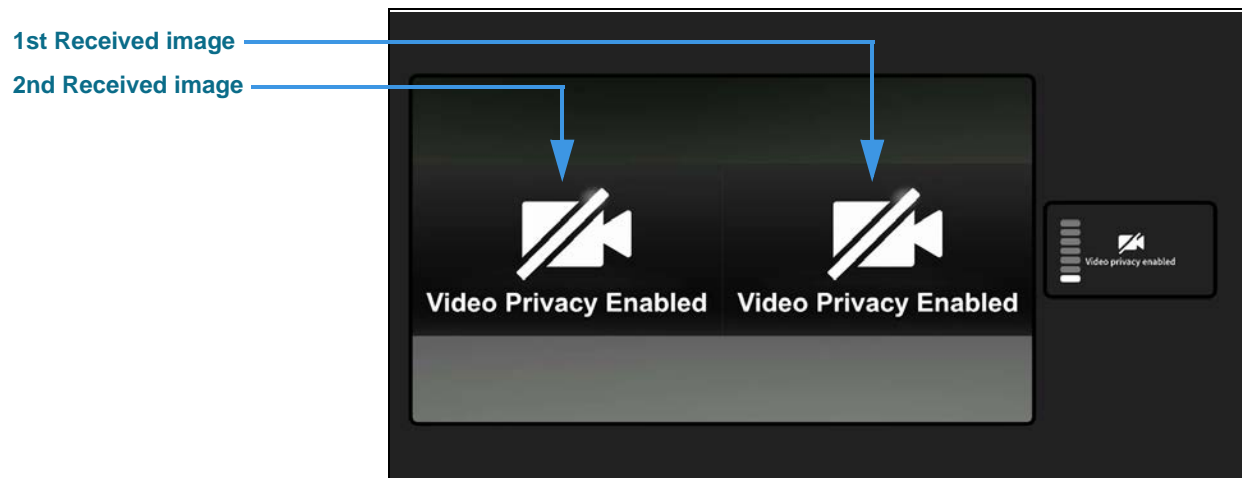 1st Received image
2nd Received image
Video Privacy Enabled
Video Privacy Enabled
Video privacy enabled